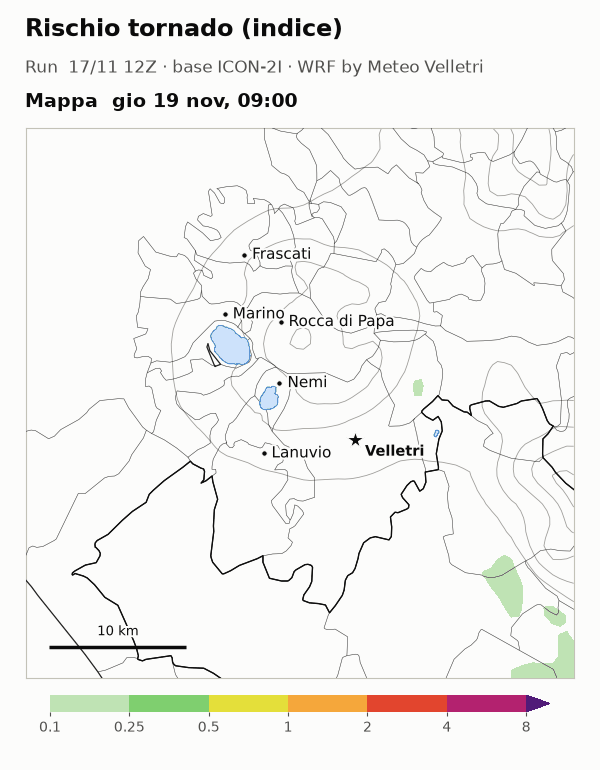 Rischio tornado (indice)
Run  17/11 12Z · base ICON-2I · WRF by Meteo Velletri
Mappa  gio 19 nov, 09:00
Frascati
Marino
Rocca di Papa
Nemi
Velletri
Lanuvio
10 km
0.1 0.25 0.5 1 2 4 8